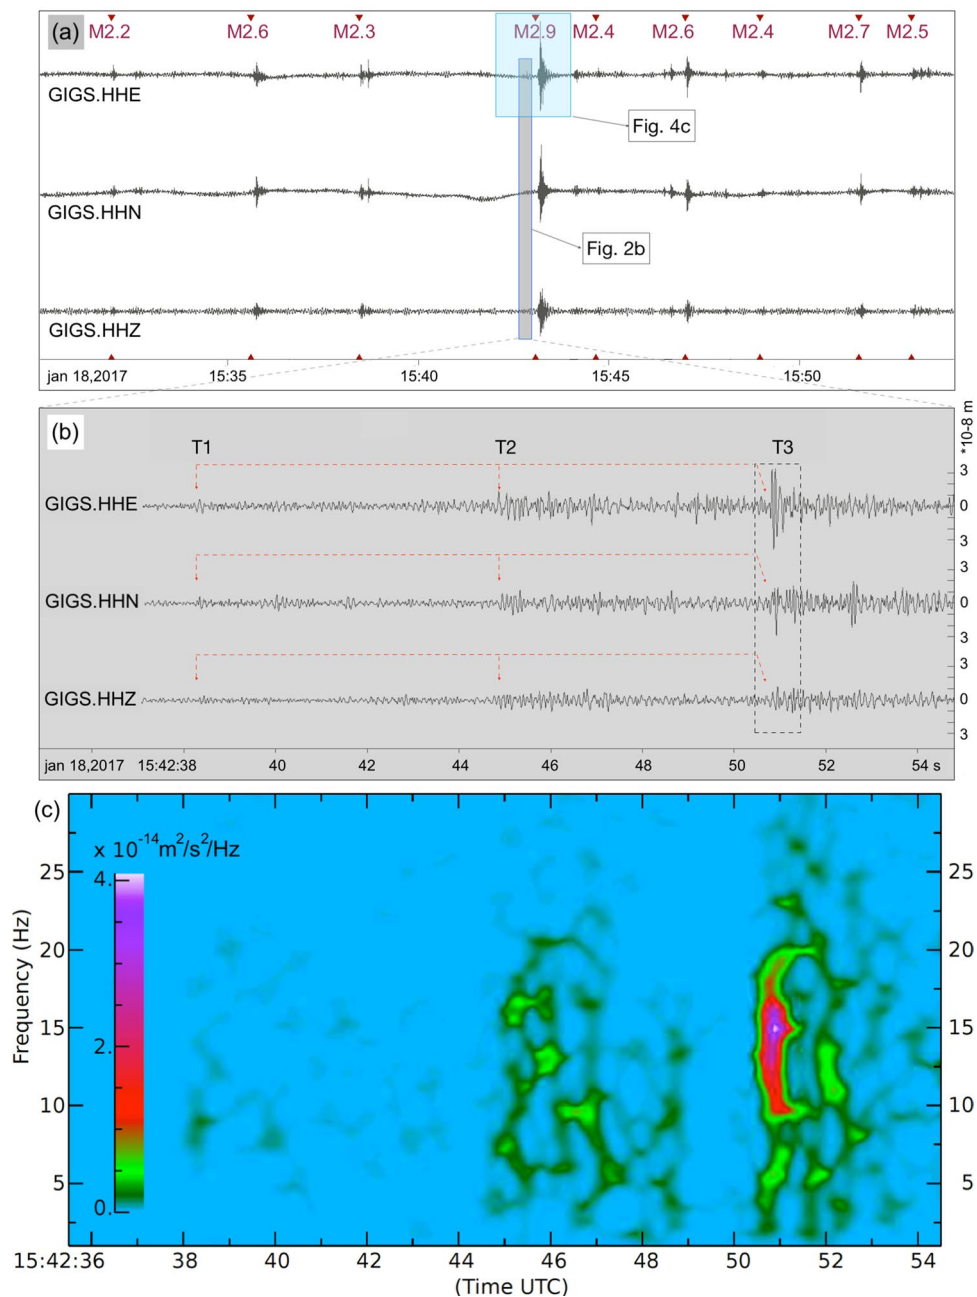 (a)
M2.2 M2.6 M2.3 M2.9 M2.4 M2.6 M2.4 M2.7 M2.5
GIGS.HHE
Fig. 4c
GIGS.HHN
Fig. 2b
GIGS.HHZ
jan 18,2017 15:35 15:40 15:45 15:50
(b)
*10-8 m
T1 T2 T3
3
GIGS.HHE 0
3
3
GIGS.HHN 0
3
3
GIGS.HHZ 0
3
jan 18,2017 15:42:38 40 42 44 46 48 50 52 54 s
(c)
x 10-14m2/s2/Hz
4.
2.
0.
Frequency (Hz)
25 25
20 20
15 15
10 10
5 5
15:42:36 38 40 42 44 46 48 50 52 54
(Time UTC)